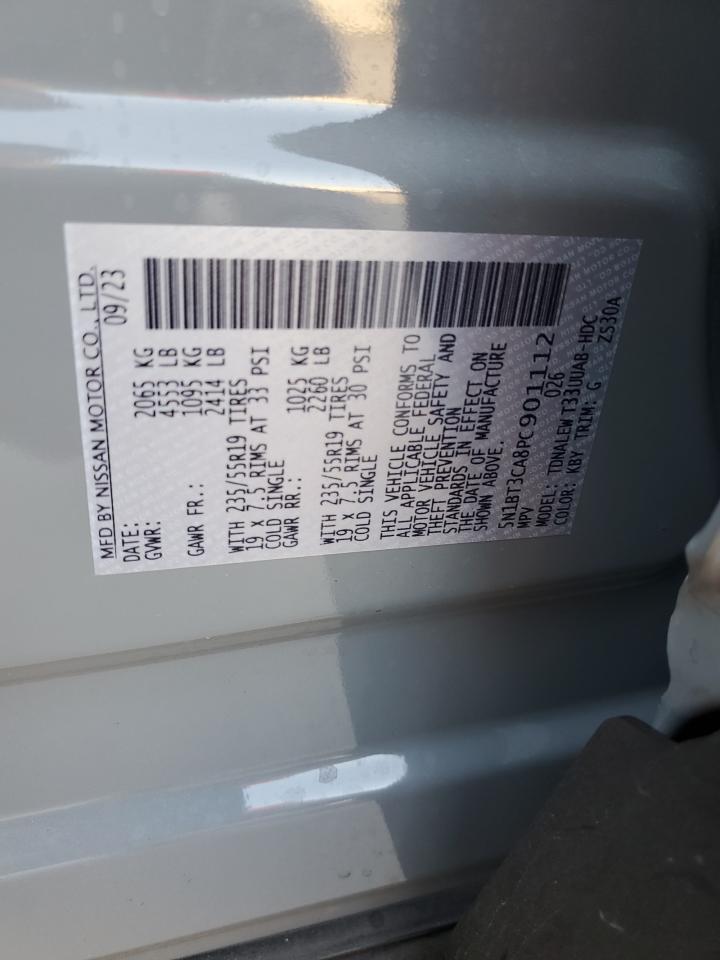 MFD BY NISSAN MOTOR CO., LTD.
DATE: 09/23
GVWR: 2065 KG
4553 LB
GAWR FR.: 1095 KG
2414 LB
WITH 235/55R19 TIRES
19 x 7.5 RIMS AT 33 PSI
COLD SINGLE
GAWR RR.: 1025 KG
2260 LB
WITH 235/55R19 TIRES
19 x 7.5 RIMS AT 30 PSI
COLD SINGLE
THIS VEHICLE CONFORMS TO
ALL APPLICABLE FEDERAL
MOTOR VEHICLE SAFETY AND
THEFT PREVENTION
STANDARDS IN EFFECT ON
THE DATE OF MANUFACTURE
SHOWN ABOVE.
5N1BT3CA8PC901112
MPV 026
MODEL: TDNALEW T33UUAB-HDC
COLOR: KBY TRIM: G ZS30A